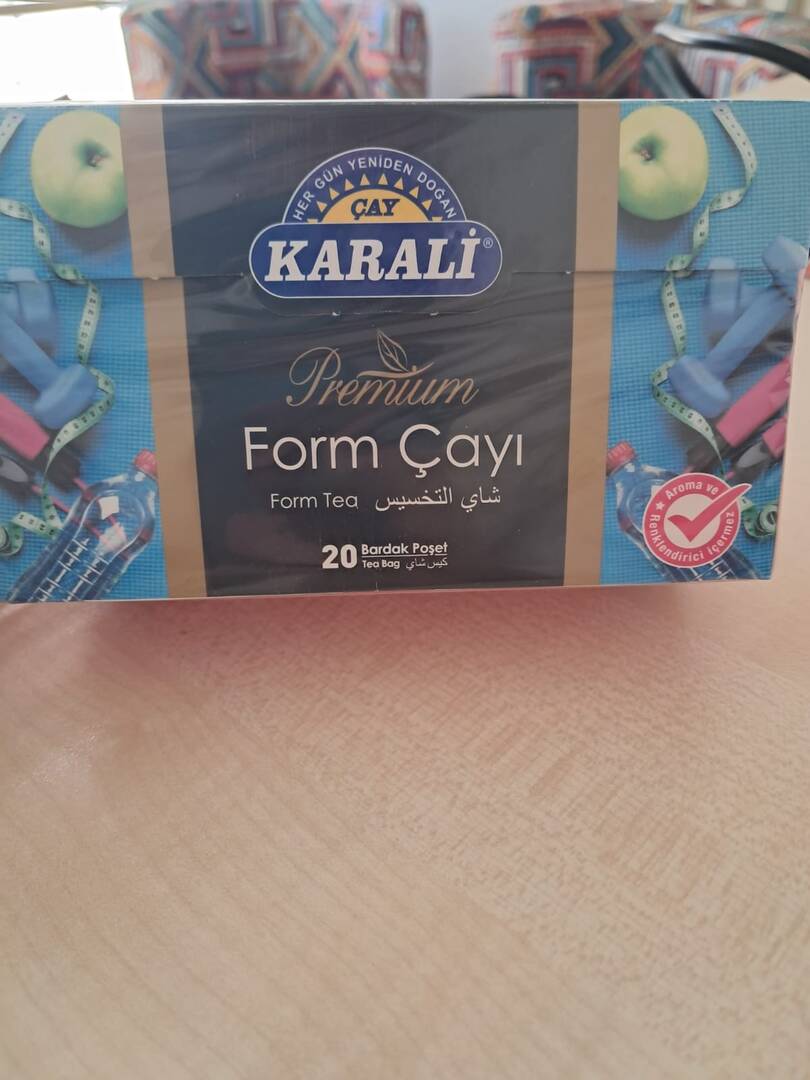 HER GÜN YENİDEN DOĞAN
ÇAY
KARALİ®
Premium
Form Çayı
Form Tea شاي التخسيس
20 Bardak Poşet
Tea Bag كيس شاي
Aroma ve
Renklendirici içermez